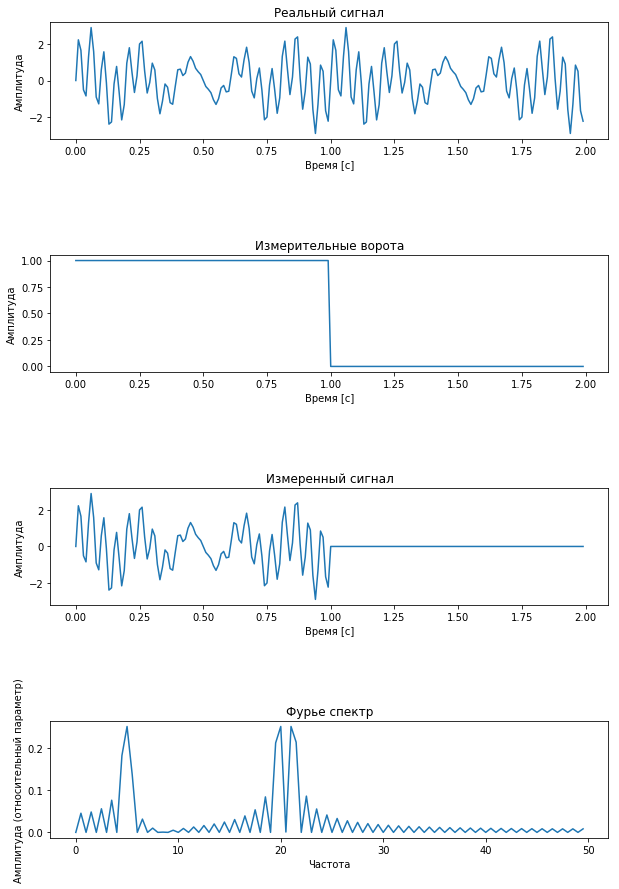 Реальный сигнал
Амплитуда
2
0
−2
0.00 0.25 0.50 0.75 1.00 1.25 1.50 1.75 2.00
Время [с]
Измерительные ворота
Амплитуда
1.00
0.75
0.50
0.25
0.00
0.00 0.25 0.50 0.75 1.00 1.25 1.50 1.75 2.00
Время [с]
Измеренный сигнал
Амплитуда
2
0
−2
0.00 0.25 0.50 0.75 1.00 1.25 1.50 1.75 2.00
Время [с]
Фурье спектр
Амплитуда (относительный параметр)
0.2
0.1
0.0
0 10 20 30 40 50
Частота